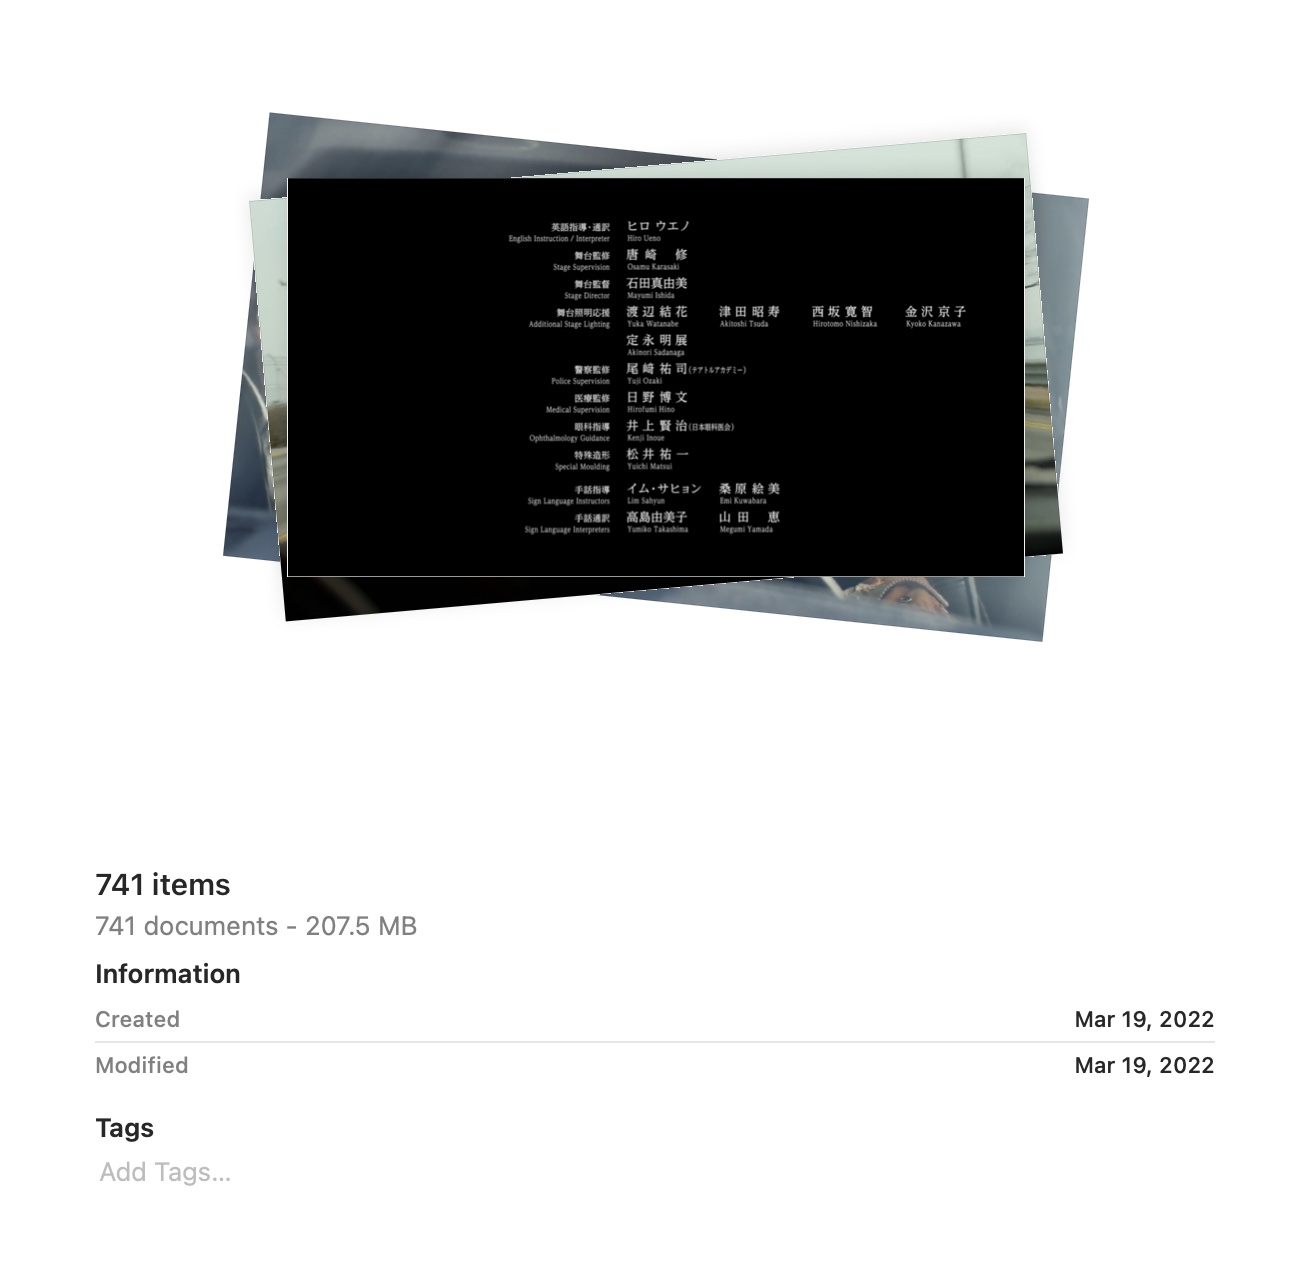 英語指導・通訳 ヒロ ウエノ
English Instruction / Interpreter Hiro Ueno
舞台監修 唐崎 修
Stage Supervision Osamu Karasaki
舞台監督 石田真由美
Stage Director Mayumi Ishida
舞台照明応援 渡辺結花 津田昭寿 西坂寛智 金沢京子
Additional Stage Lighting Yuka Watanabe Akitoshi Tsuda Hirotomo Nishizaka Kyoko Kanazawa
定永明展
Akinori Sadanaga
警察監修 尾﨑祐司(テアトルアカデミー)
Police Supervision Yuji Ozaki
医療監修 日野博文
Medical Supervision Hirofumi Hino
眼科指導 井上賢治(日本眼科医会)
Ophthalmology Guidance Kenji Inoue
特殊造形 松井祐一
Special Moulding Yuichi Matsui
手話指導 イム・サヒョン 桑原絵美
Sign Language Instructors Lim Sahyun Emi Kuwabara
手話通訳 高島由美子 山田 恵
Sign Language Interpreters Yumiko Takashima Megumi Yamada
741 items
741 documents - 207.5 MB
Information
Created Mar 19, 2022
Modified Mar 19, 2022
Tags
Add Tags...